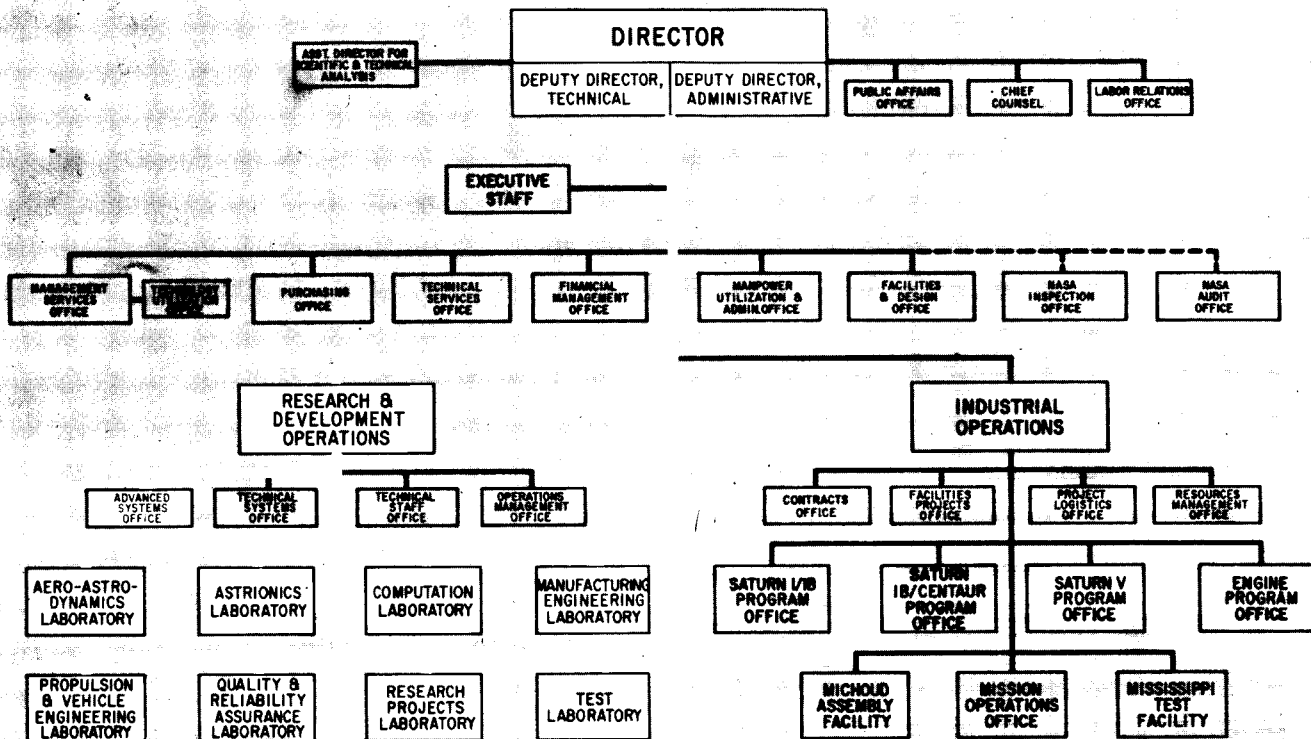 DIRECTOR
ASST. DIRECTOR FOR
SCIENTIFIC & TECHNICAL
ANALYSIS
DEPUTY DIRECTOR,
TECHNICAL
DEPUTY DIRECTOR,
ADMINISTRATIVE
PUBLIC AFFAIRS
OFFICE
CHIEF
COUNSEL
LABOR RELATIONS
OFFICE
EXECUTIVE
STAFF
MANAGEMENT
SERVICES
OFFICE
TECHNOLOGY
UTILIZATION
OFFICE
PURCHASING
OFFICE
TECHNICAL
SERVICES
OFFICE
FINANCIAL
MANAGEMENT
OFFICE
MANPOWER
UTILIZATION &
ADMIN. OFFICE
FACILITIES
& DESIGN
OFFICE
NASA
INSPECTION
OFFICE
NASA
AUDIT
OFFICE
RESEARCH &
DEVELOPMENT
OPERATIONS
INDUSTRIAL
OPERATIONS
ADVANCED
SYSTEMS
OFFICE
TECHNICAL
SYSTEMS
OFFICE
TECHNICAL
STAFF
OFFICE
OPERATIONS
MANAGEMENT
OFFICE
CONTRACTS
OFFICE
FACILITIES
PROJECTS
OFFICE
PROJECT
LOGISTICS
OFFICE
RESOURCES
MANAGEMENT
OFFICE
AERO-ASTRO-
DYNAMICS
LABORATORY
ASTRIONICS
LABORATORY
COMPUTATION
LABORATORY
MANUFACTURING
ENGINEERING
LABORATORY
SATURN I/IB
PROGRAM
OFFICE
SATURN
IB/CENTAUR
PROGRAM
OFFICE
SATURN V
PROGRAM
OFFICE
ENGINE
PROGRAM
OFFICE
PROPULSION
& VEHICLE
ENGINEERING
LABORATORY
QUALITY &
RELIABILITY
ASSURANCE
LABORATORY
RESEARCH
PROJECTS
LABORATORY
TEST
LABORATORY
MICHOUD
ASSEMBLY
FACILITY
MISSION
OPERATIONS
OFFICE
MISSISSIPPI
TEST
FACILITY